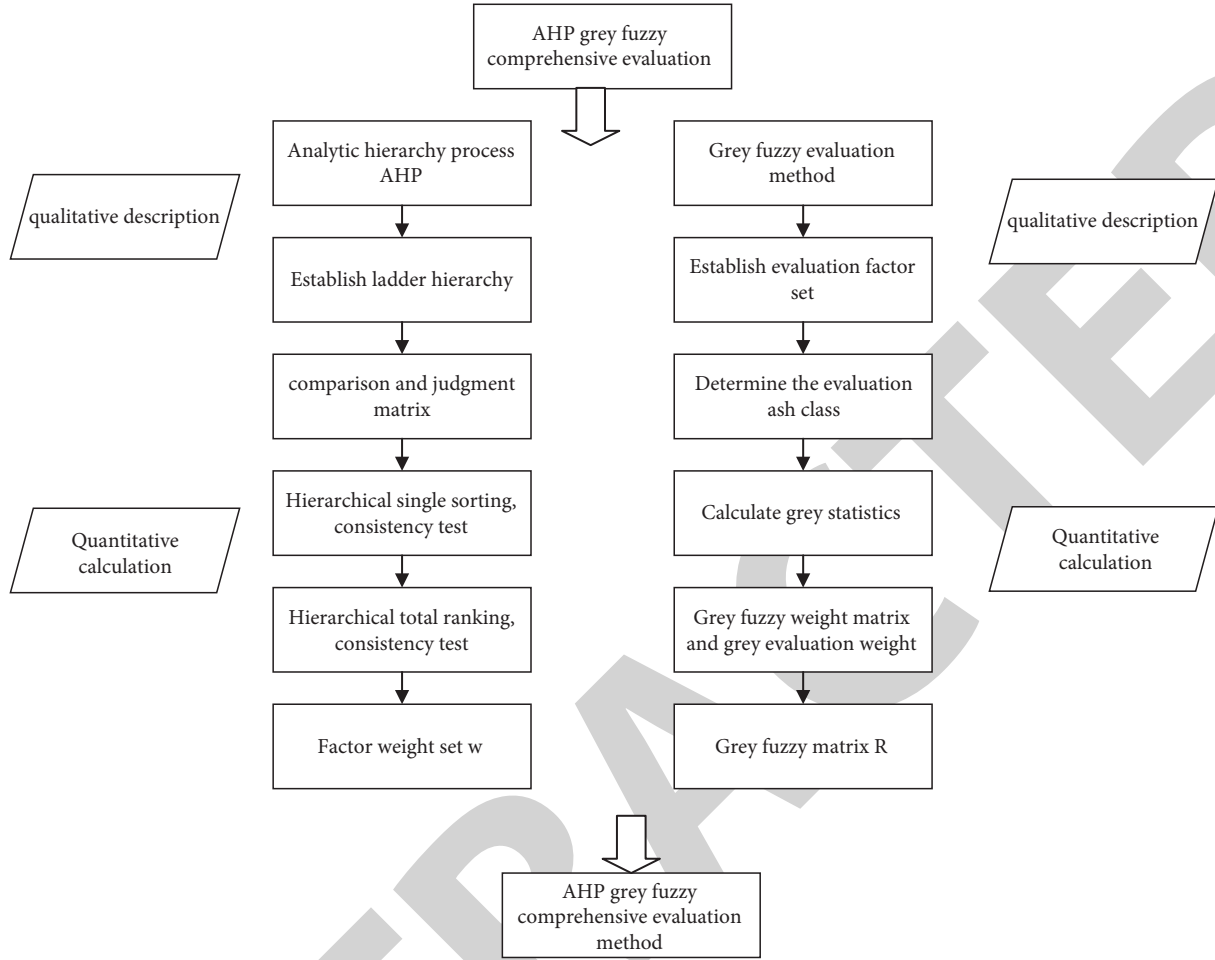 AHP grey fuzzy
comprehensive evaluation
Analytic hierarchy process
AHP
Grey fuzzy evaluation
method
qualitative description
qualitative description
Establish ladder hierarchy
Establish evaluation factor
set
comparison and judgment
matrix
Determine the evaluation
ash class
Hierarchical single sorting,
consistency test
Calculate grey statistics
Quantitative
calculation
Quantitative
calculation
Hierarchical total ranking,
consistency test
Grey fuzzy weight matrix
and grey evaluation weight
Factor weight set w
Grey fuzzy matrix R
AHP grey fuzzy
comprehensive evaluation
method